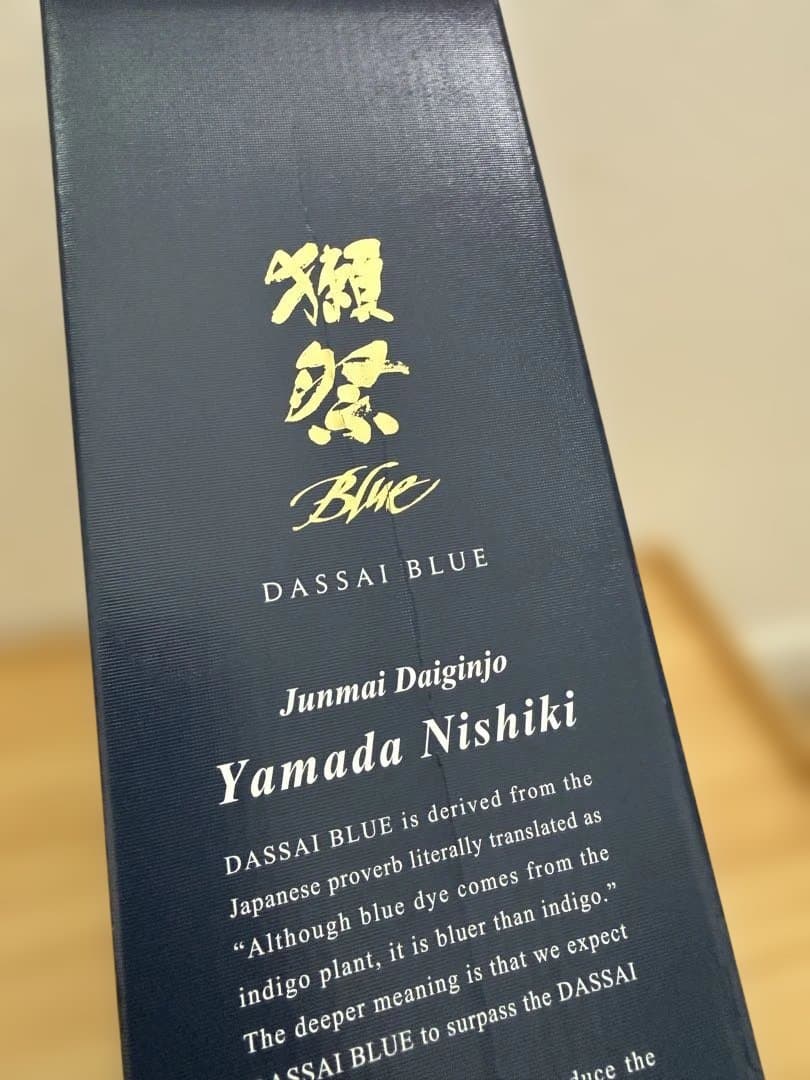 獺
祭
Blue
DASSAI BLUE
Junmai Daiginjo
Yamada Nishiki
DASSAI BLUE is derived from the
Japanese proverb literally translated as
“Although blue dye comes from the
indigo plant, it is bluer than indigo.”
The deeper meaning is that we expect
DASSAI BLUE to surpass the DASSAI
the